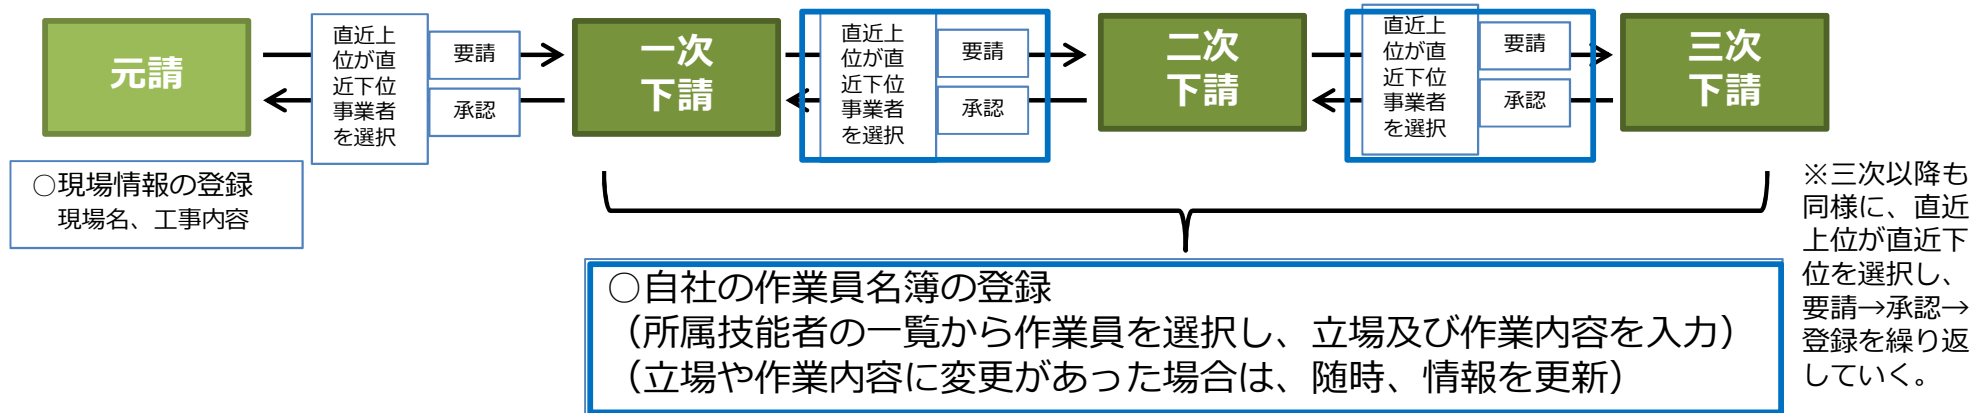 元請
直近上
位が直
近下位
事業者
を選択
要請
承認
一次
下請
直近上
位が直
近下位
事業者
を選択
要請
承認
二次
下請
直近上
位が直
近下位
事業者
を選択
要請
承認
三次
下請
○現場情報の登録
現場名、工事内容
○自社の作業員名簿の登録
（所属技能者の一覧から作業員を選択し、立場及び作業内容を入力）
（立場や作業内容に変更があった場合は、随時、情報を更新）
※三次以降も
同様に、直近
上位が直近下
位を選択し、
要請→承認→
登録を繰り返
していく。